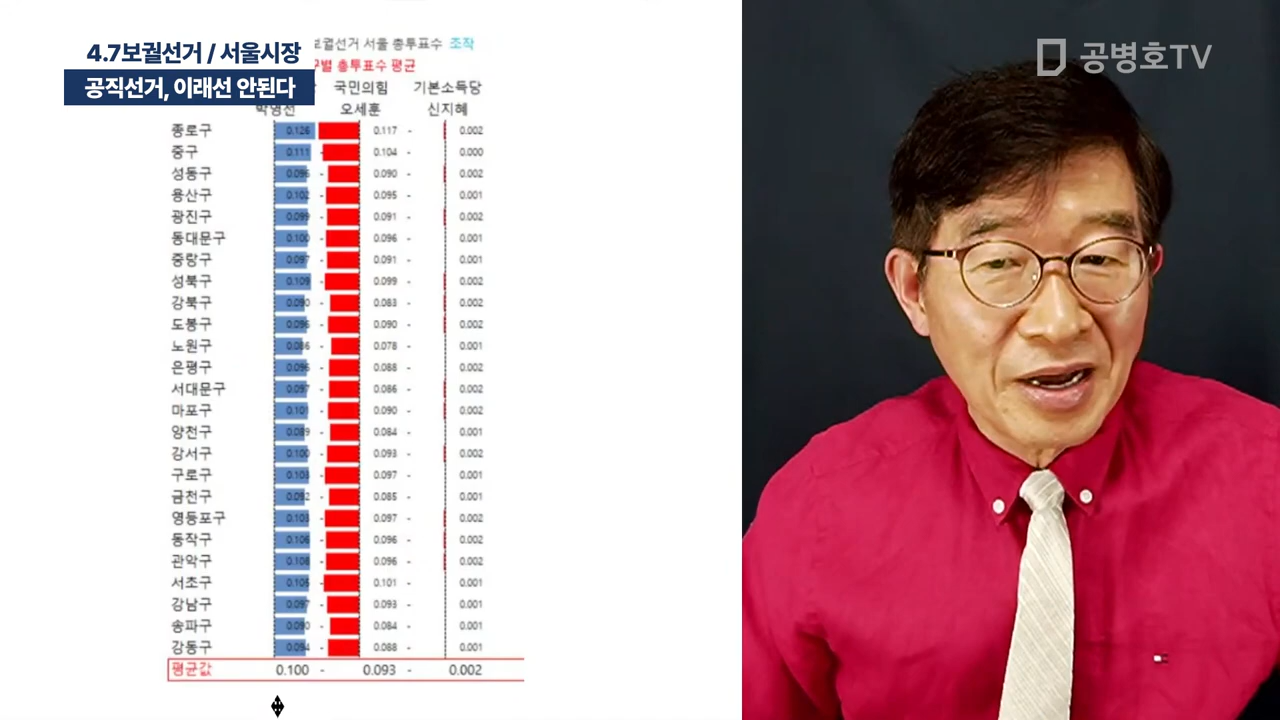 4.7보궐선거 / 서울시장
공직선거, 이래선 안된다
보궐선거 서울 총투표수 조작
구별 총투표수 평균
국민의힘 기본소득당
박영선 오세훈 신지혜
종로구 0.126 - 0.117 - 0.002
중구 0.111 - 0.104 - 0.000
성동구 0.096 - 0.090 - 0.002
용산구 0.102 - 0.095 - 0.001
광진구 0.099 - 0.091 - 0.002
동대문구 0.100 - 0.096 - 0.001
중랑구 0.097 - 0.091 - 0.001
성북구 0.109 - 0.099 - 0.002
강북구 0.090 - 0.083 - 0.002
도봉구 0.096 - 0.090 - 0.002
노원구 0.086 - 0.078 - 0.001
은평구 0.095 - 0.088 - 0.002
서대문구 0.097 - 0.086 - 0.002
마포구 0.101 - 0.090 - 0.002
양천구 0.089 - 0.084 - 0.001
강서구 0.100 - 0.093 - 0.002
구로구 0.103 - 0.097 - 0.001
금천구 0.092 - 0.085 - 0.001
영등포구 0.103 - 0.097 - 0.002
동작구 0.106 - 0.096 - 0.002
관악구 0.108 - 0.096 - 0.002
서초구 0.105 - 0.101 - 0.001
강남구 0.097 - 0.093 - 0.001
송파구 0.090 - 0.084 - 0.001
강동구 0.094 - 0.088 - 0.001
평균값 0.100 - 0.093 - 0.002
공병호TV